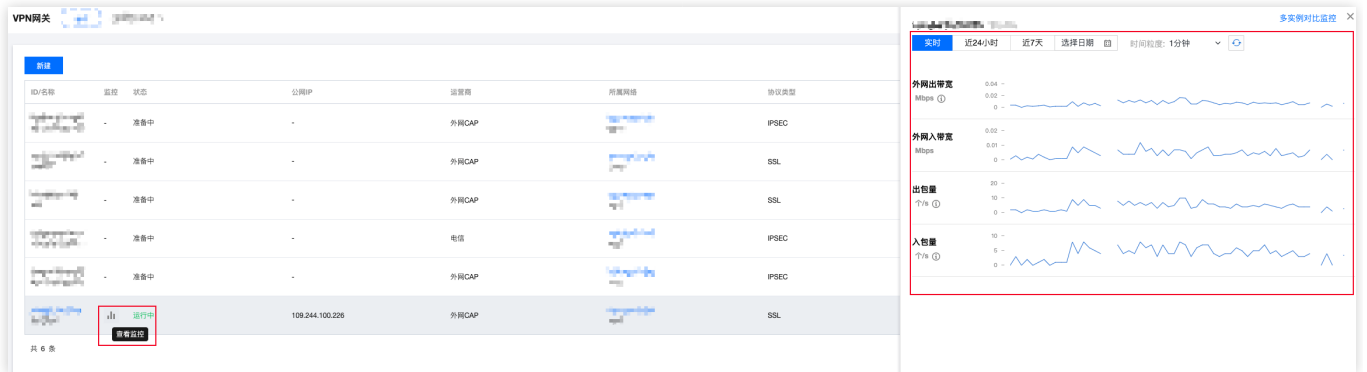 VPN网关
新建
ID/名称 监控 状态 公网IP 运营商 所属网络 协议类型
- 准备中 - 外网CAP IPSEC
- 准备中 - 外网CAP SSL
- 准备中 - 外网CAP SSL
- 准备中 - 电信 IPSEC
- 准备中 - 外网CAP IPSEC
运行中 109.244.100.226 外网CAP SSL
查看监控
共 6 条
多实例对比监控
实时 近24小时 近7天 选择日期 时间粒度: 1分钟
外网出带宽
Mbps
0.04 -
0.02 -
0 -
外网入带宽
Mbps
0.02 -
0.01 -
0 -
出包量
个/s
20 -
10 -
0 -
入包量
个/s
10 -
5 -
0 -